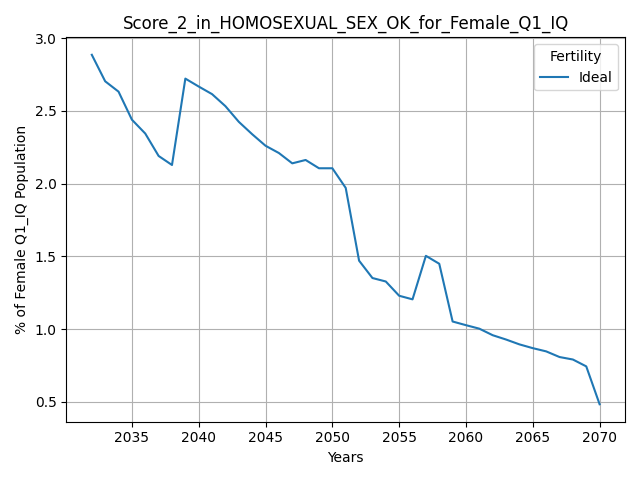 Score_2_in_HOMOSEXUAL_SEX_OK_for_Female_Q1_IQ
Fertility
Ideal
% of Female Q1_IQ Population
3.0
2.5
2.0
1.5
1.0
0.5
2035 2040 2045 2050 2055 2060 2065 2070
Years